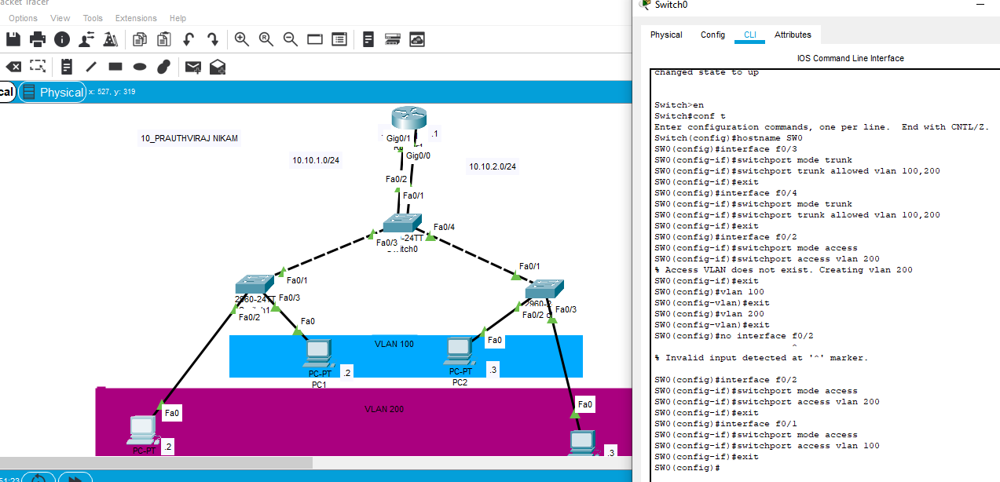 acket Tracer
Options View Tools Extensions Help
cal Physical x: 527, y: 319
10_PRAUTHVIRAJ NIKAM
10.10.1.0/24
10.10.2.0/24
Gig0/1
.1
Gig0/0
Fa0/2
Fa0/1
Fa0/4
Fa0/3
-24TT
Fa0/1
Fa0/1
2960-24TT
Fa0/3
Fa0/2
Fa0
2960-2
Fa0/2
Fa0/3
VLAN 100
Fa0
PC-PT
.2
PC1
PC-PT
.3
PC2
VLAN 200
Fa0
Fa0
PC-PT
.2
.3
51:23
Switch0
Physical Config CLI Attributes
IOS Command Line Interface
changed state to up
Switch>en
Switch#conf t
Enter configuration commands, one per line. End with CNTL/Z.
Switch(config)#hostname SW0
SW0(config)#interface f0/3
SW0(config-if)#switchport mode trunk
SW0(config-if)#switchport trunk allowed vlan 100,200
SW0(config-if)#exit
SW0(config)#interface f0/4
SW0(config-if)#switchport mode trunk
SW0(config-if)#switchport trunk allowed vlan 100,200
SW0(config-if)#exit
SW0(config)#interface f0/2
SW0(config-if)#switchport mode access
SW0(config-if)#switchport access vlan 200
% Access VLAN does not exist. Creating vlan 200
SW0(config-if)#exit
SW0(config)#vlan 100
SW0(config-vlan)#exit
SW0(config)#vlan 200
SW0(config-vlan)#exit
SW0(config)#no interface f0/2
^
% Invalid input detected at '^' marker.
SW0(config)#interface f0/2
SW0(config-if)#switchport mode access
SW0(config-if)#switchport access vlan 200
SW0(config-if)#exit
SW0(config)#interface f0/1
SW0(config-if)#switchport mode access
SW0(config-if)#switchport access vlan 100
SW0(config-if)#exit
SW0(config)#